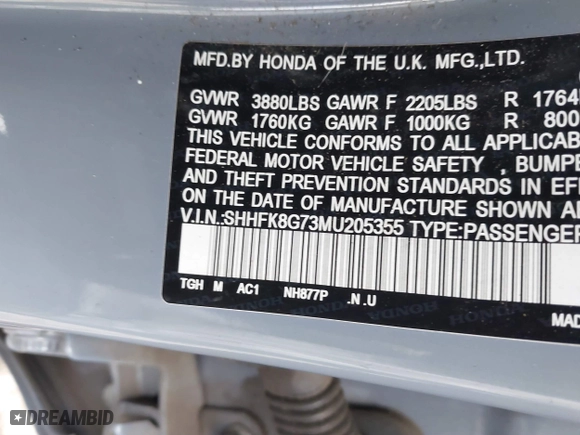 MFD.BY HONDA OF THE U.K. MFG.,LTD.
GVWR 3880LBS GAWR F 2205LBS R 1764
GVWR 1760KG GAWR F 1000KG R 800
THIS VEHICLE CONFORMS TO ALL APPLICAB
FEDERAL MOTOR VEHICLE SAFETY , BUMPE
AND THEFT PREVENTION STANDARDS IN EFF
ON THE DATE OF MANUFACTURE SHOWN A
V.I.N.:SHHFK8G73MU205355 TYPE:PASSENGER
TGH M AC1 NH877P .N .U
MAD
DREAMBID